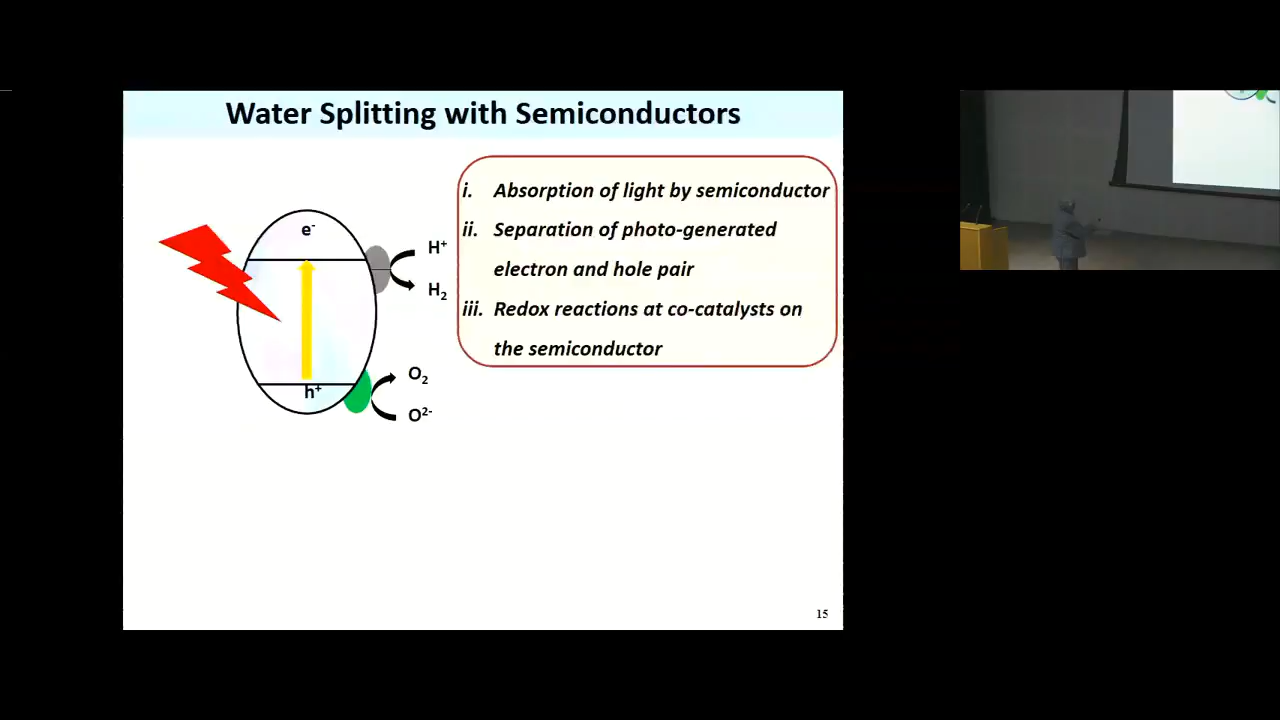 Water Splitting with Semiconductors
i. Absorption of light by semiconductor
ii. Separation of photo-generated
electron and hole pair
iii. Redox reactions at co-catalysts on
the semiconductor
e⁻
H⁺
H₂
h⁺
O₂
O²⁻
15